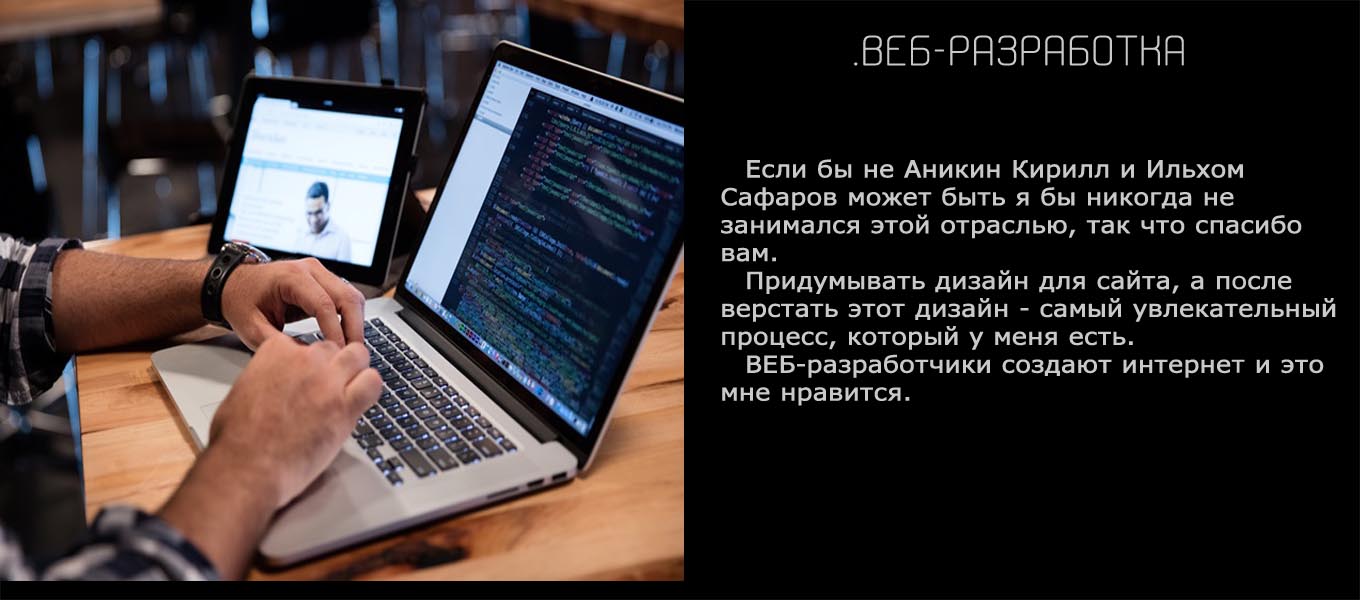 .ВЕБ-РАЗРАБОТКА
Если бы не Аникин Кирилл и Ильхом
Сафаров может быть я бы никогда не
занимался этой отраслью, так что спасибо
вам.
Придумывать дизайн для сайта, а после
верстать этот дизайн - самый увлекательный
процесс, который у меня есть.
ВЕБ-разработчики создают интернет и это
мне нравится.